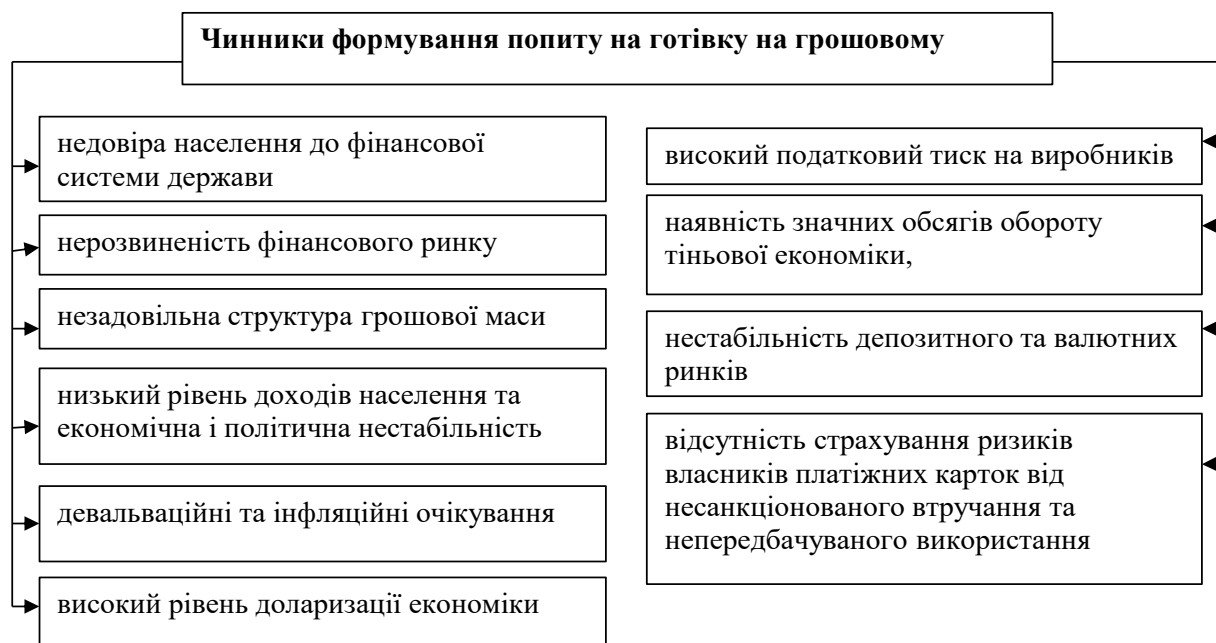 Чинники формування попиту на готівку на грошовому
недовіра населення до фінансової
системи держави
нерозвиненість фінансового ринку
незадовільна структура грошової маси
низький рівень доходів населення та
економічна і політична нестабільність
девальваційні та інфляційні очікування
високий рівень доларизації економіки
високий податковий тиск на виробників
наявність значних обсягів обороту
тіньової економіки,
нестабільність депозитного та валютних
ринків
відсутність страхування ризиків
власників платіжних карток від
несанкціонованого втручання та
непередбачуваного використання